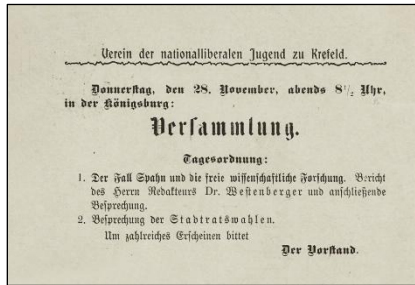 Verein der nationalliberalen Jugend zu Krefeld.
Donnerstag, den 28. November, abends 8½ Uhr,
in der Königsburg:
Versammlung.
Tagesordnung:
1. Der Fall Spahn und die freie wissenschaftliche Forschung. Bericht
des Herrn Redakteurs Dr. Westenberger und anschließende
Besprechung.
2. Besprechung der Stadtratswahlen.
Um zahlreiches Erscheinen bittet
Der Vorstand.